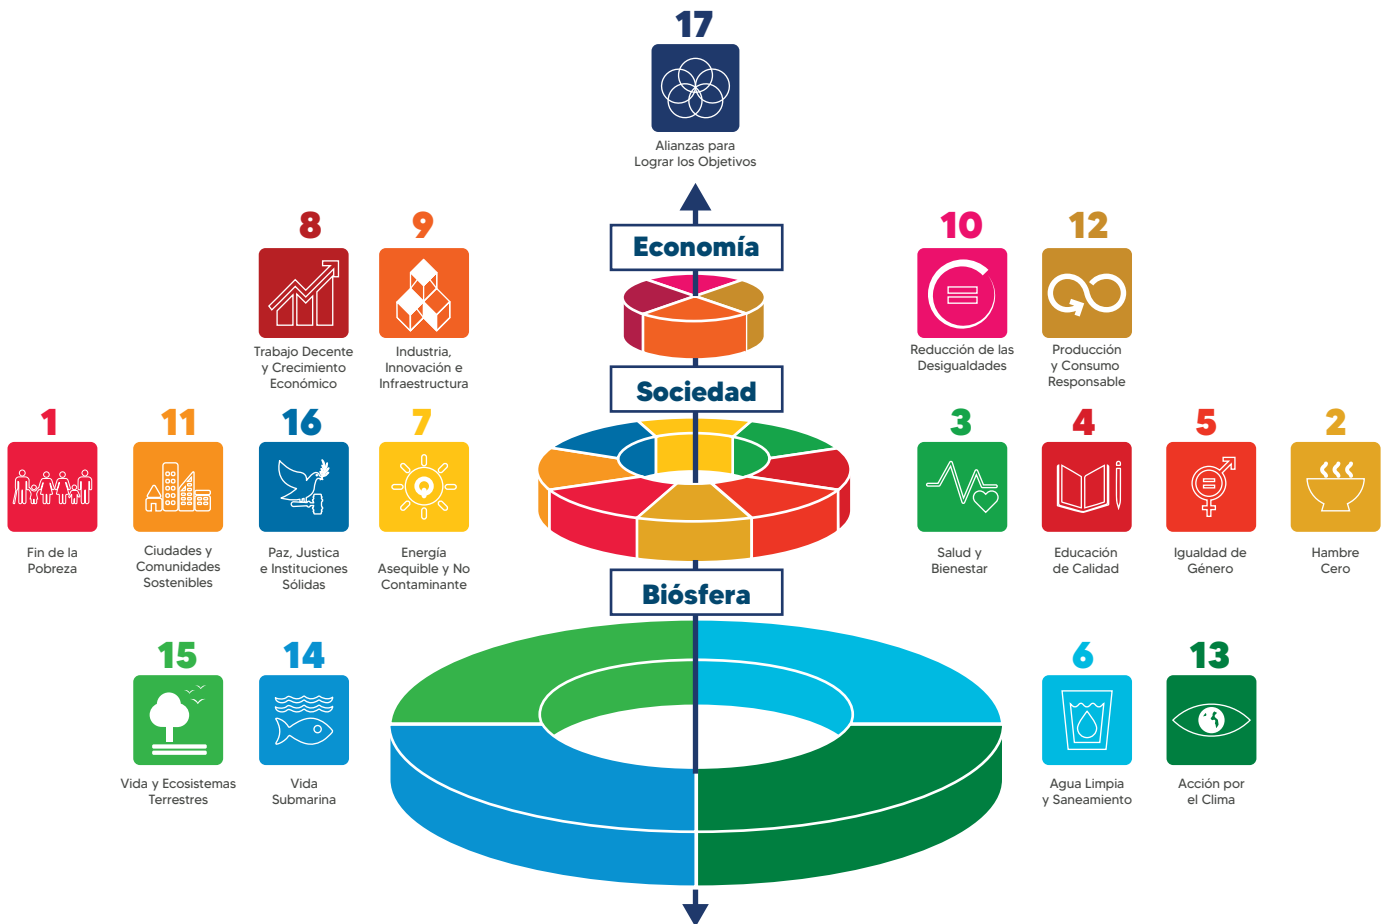 17
Alianzas para
Lograr los Objetivos
Economía
8
Trabajo Decente
y Crecimiento
Económico
9
Industria,
Innovación e
Infraestructura
10
Reducción de las
Desigualdades
12
Producción
y Consumo
Responsable
Sociedad
1
Fin de la
Pobreza
11
Ciudades y
Comunidades
Sostenibles
16
Paz, Justica
e Instituciones
Sólidas
7
Energía
Asequible y No
Contaminante
3
Salud y
Bienestar
4
Educación
de Calidad
5
Igualdad de
Género
2
Hambre
Cero
Biósfera
15
Vida y Ecosistemas
Terrestres
14
Vida
Submarina
6
Agua Limpia
y Saneamiento
13
Acción por
el Clima